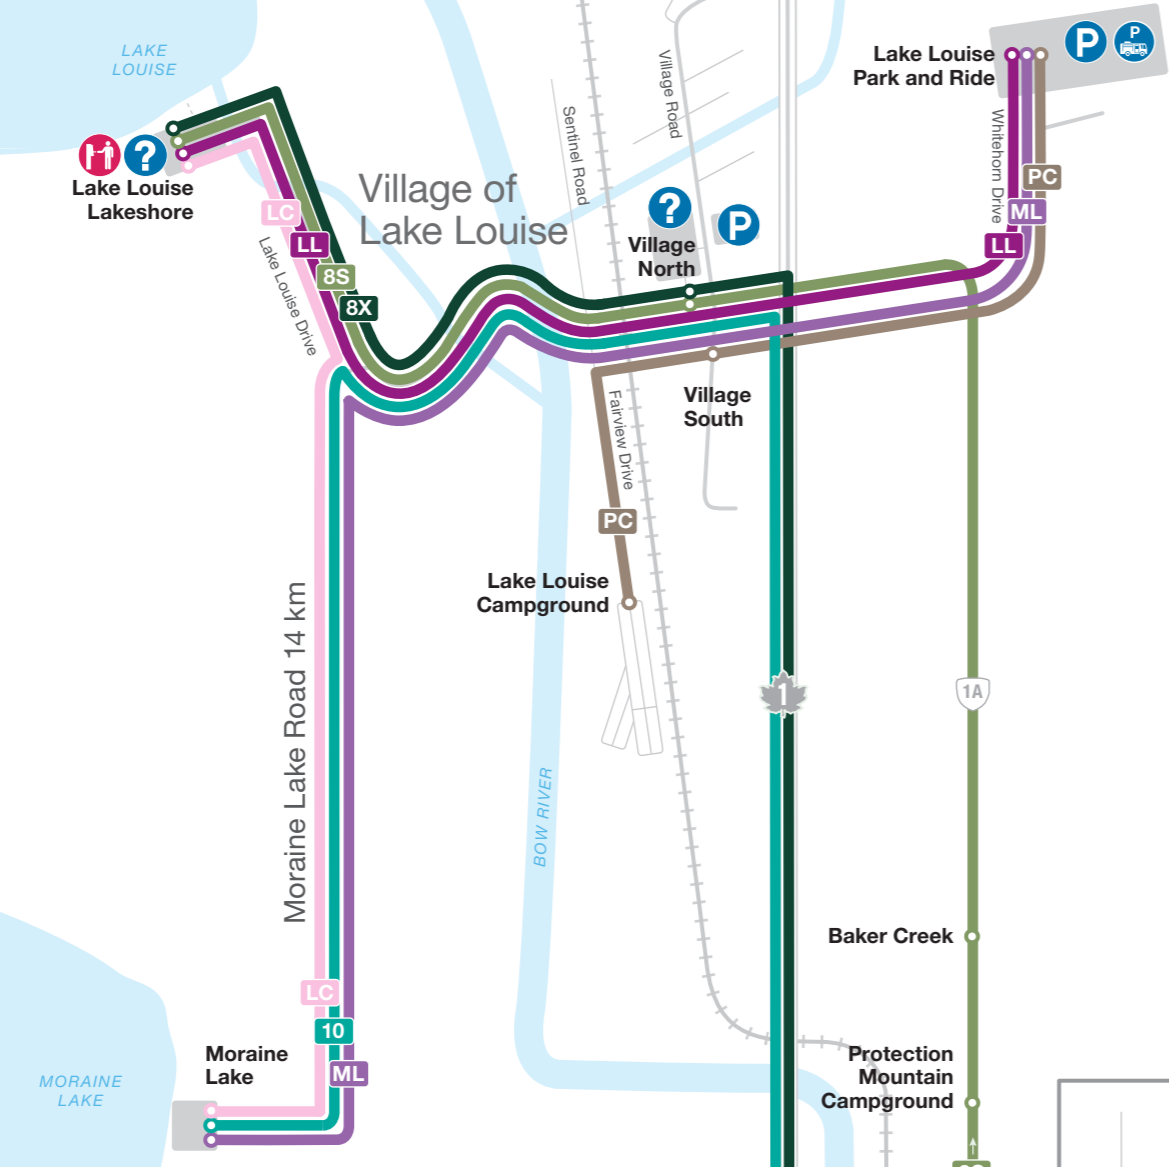 LAKE
LOUISE
Lake Louise
Park and Ride
P
P
Village Road
Sentinel Road
Whitehorn Drive
?
Lake Louise
Lakeshore
Village of
Lake Louise
?
P
Village
North
PC
ML
LL
LC
LL
8S
8X
Lake Louise Drive
Village
South
Fairview Drive
PC
Lake Louise
Campground
Moraine Lake Road 14 km
1
1A
BOW RIVER
Baker Creek
LC
10
ML
Moraine
Lake
MORAINE
LAKE
Protection
Mountain
Campground